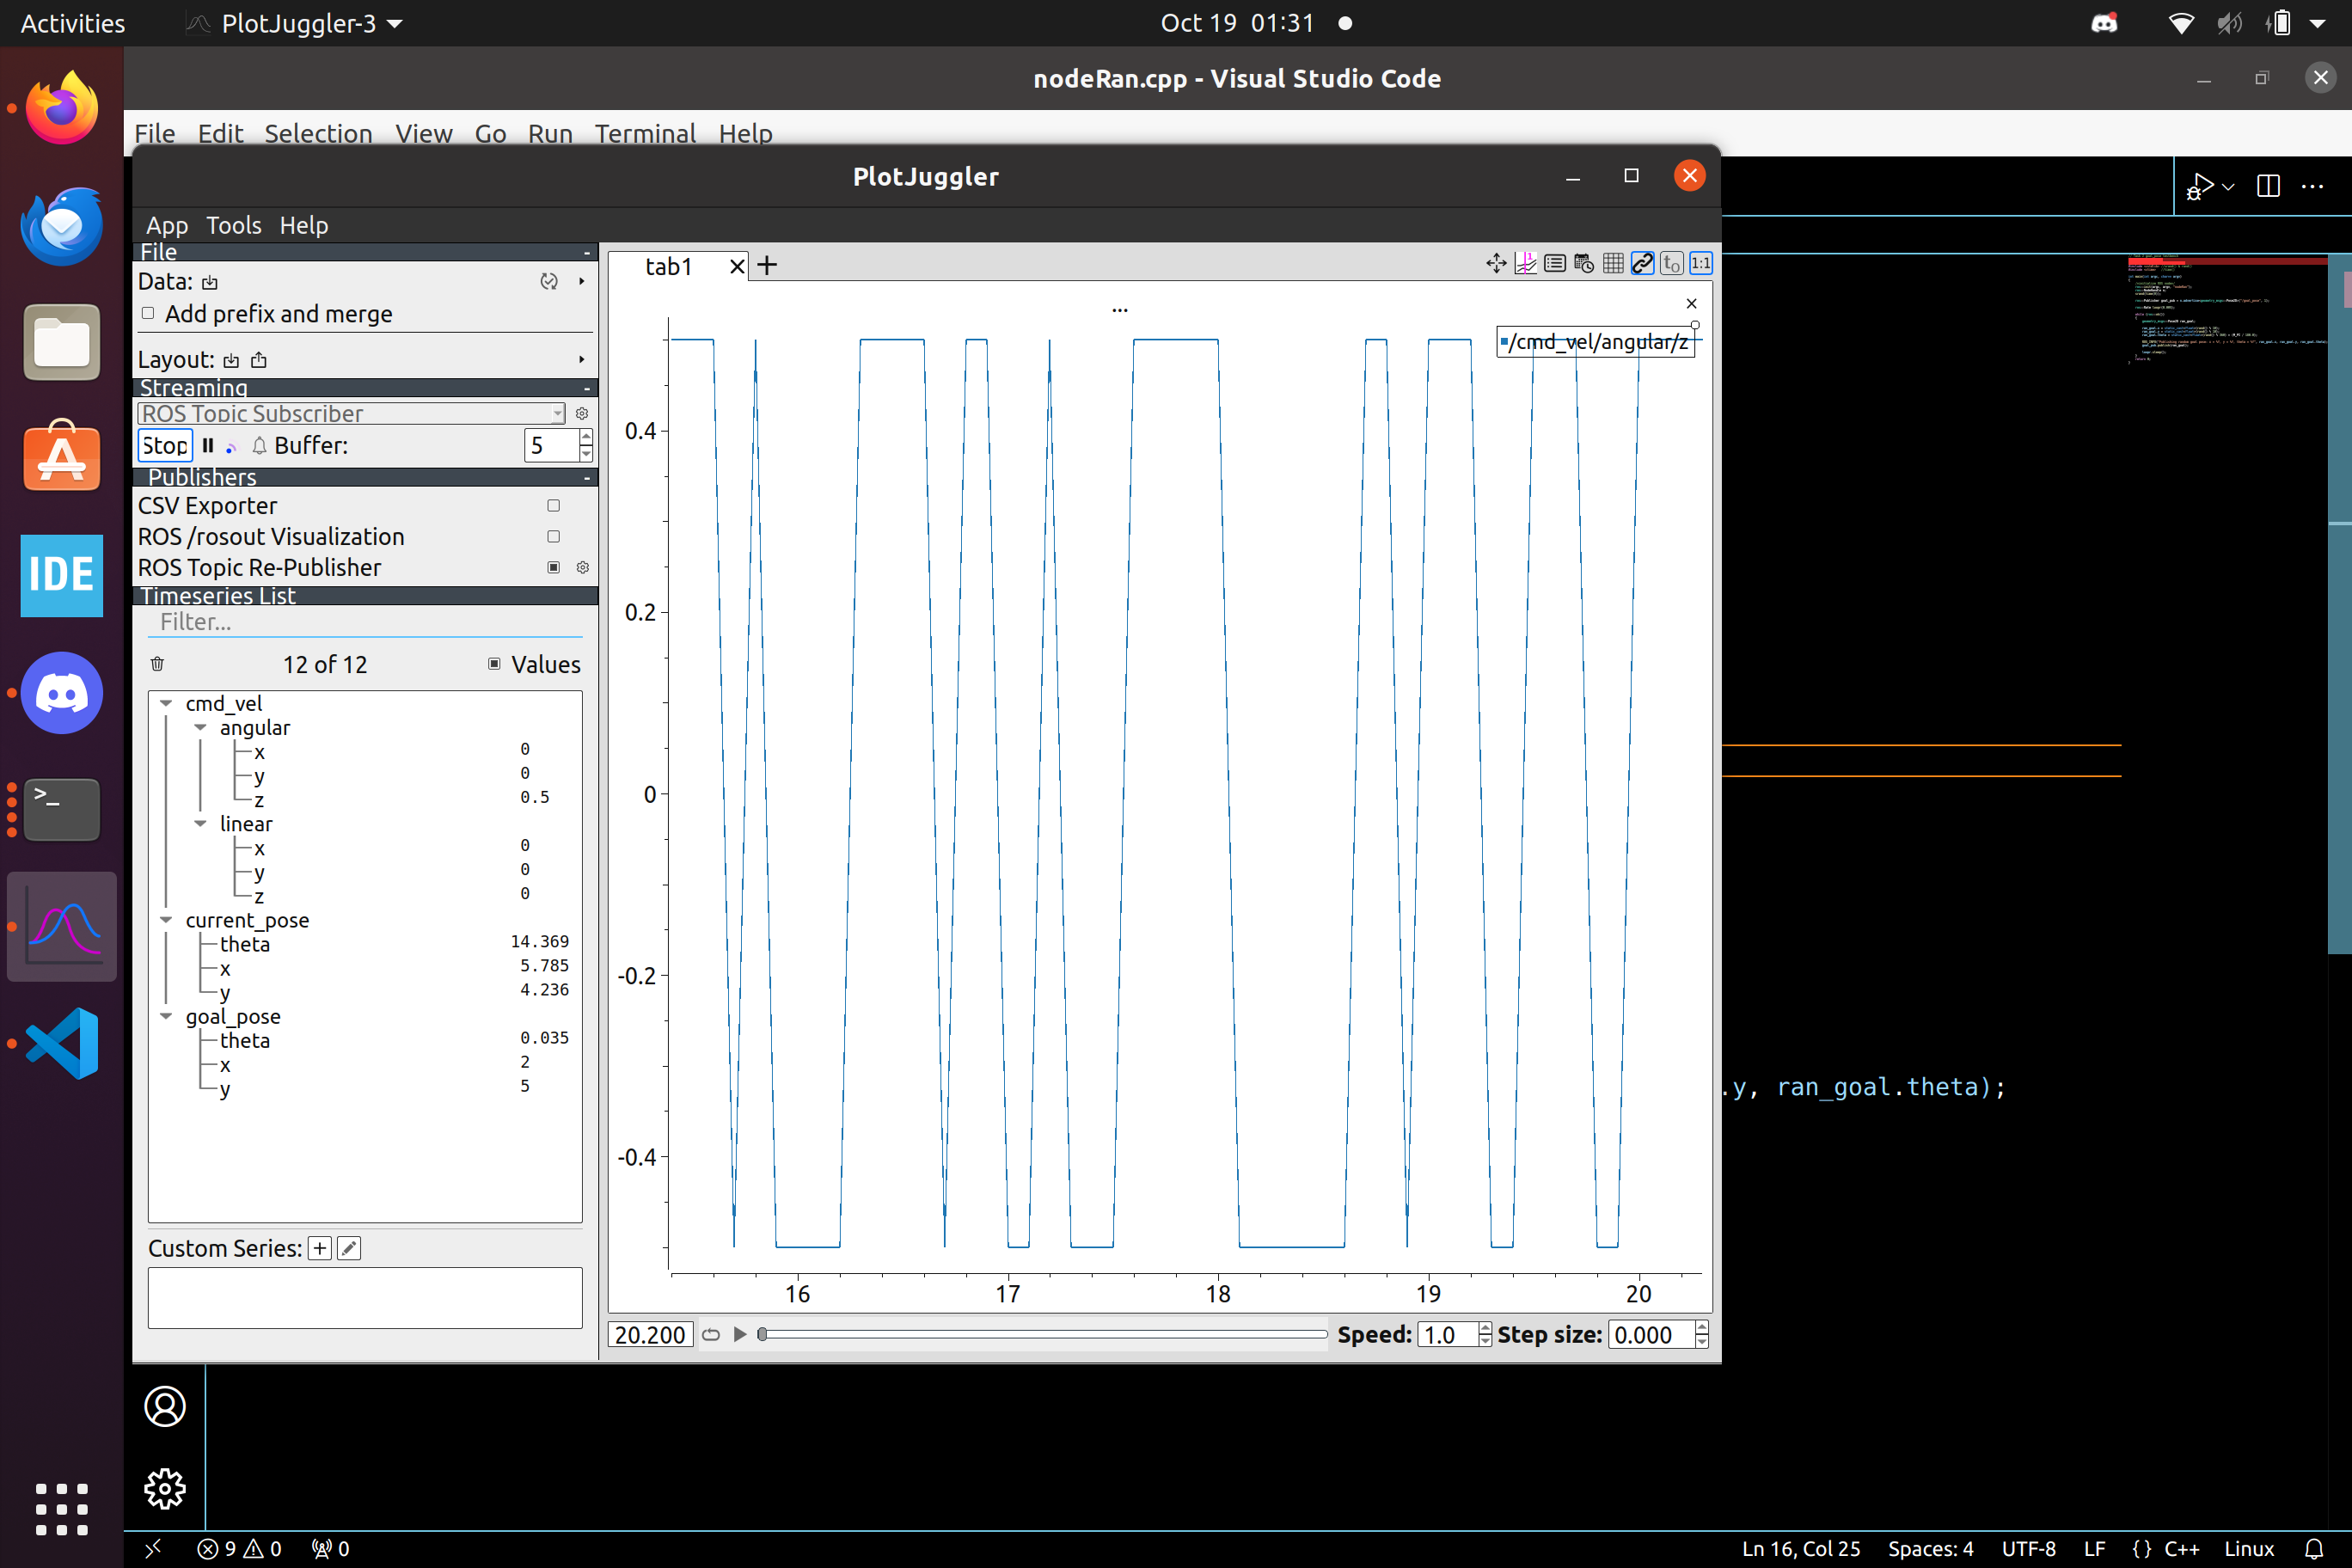 Activities
PlotJuggler-3
Oct 19 01:31
nodeRan.cpp - Visual Studio Code
File Edit Selection View Go Run Terminal Help
PlotJuggler
App Tools Help
File -
Data:
Add prefix and merge
Layout:
Streaming -
ROS Topic Subscriber
Stop Buffer: 5
Publishers -
CSV Exporter
ROS /rosout Visualization
ROS Topic Re-Publisher
Timeseries List
Filter...
12 of 12 Values
cmd_vel
angular
x 0
y 0
z 0.5
linear
x 0
y 0
z 0
current_pose
theta 14.369
x 5.785
y 4.236
goal_pose
theta 0.035
x 2
y 5
Custom Series:
tab1
1:1
...
/cmd_vel/angular/z
0.4
0.2
0
-0.2
-0.4
16 17 18 19 20
20.200 Speed: 1.0 Step size: 0.000
IDE
>_
.y, ran_goal.theta);
9 0 0
Ln 16, Col 25 Spaces: 4 UTF-8 LF {} C++ Linux